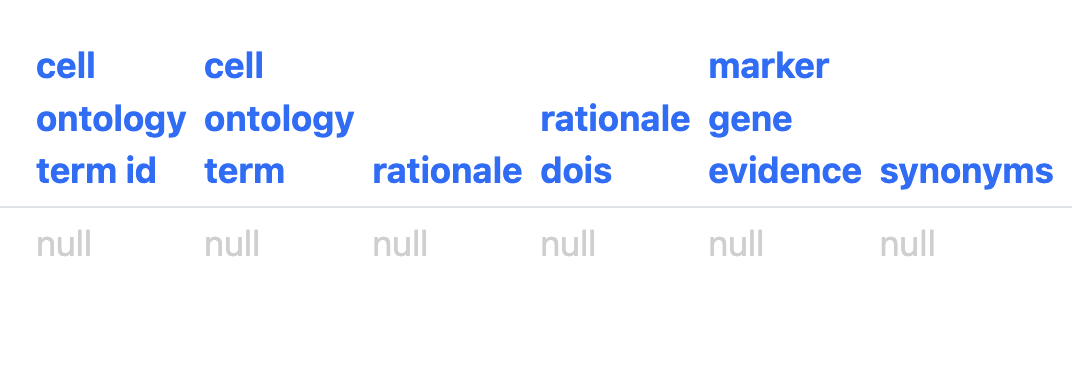 cell ontology term id
cell ontology term
rationale
rationale dois
marker gene evidence
synonyms
null null null null null null